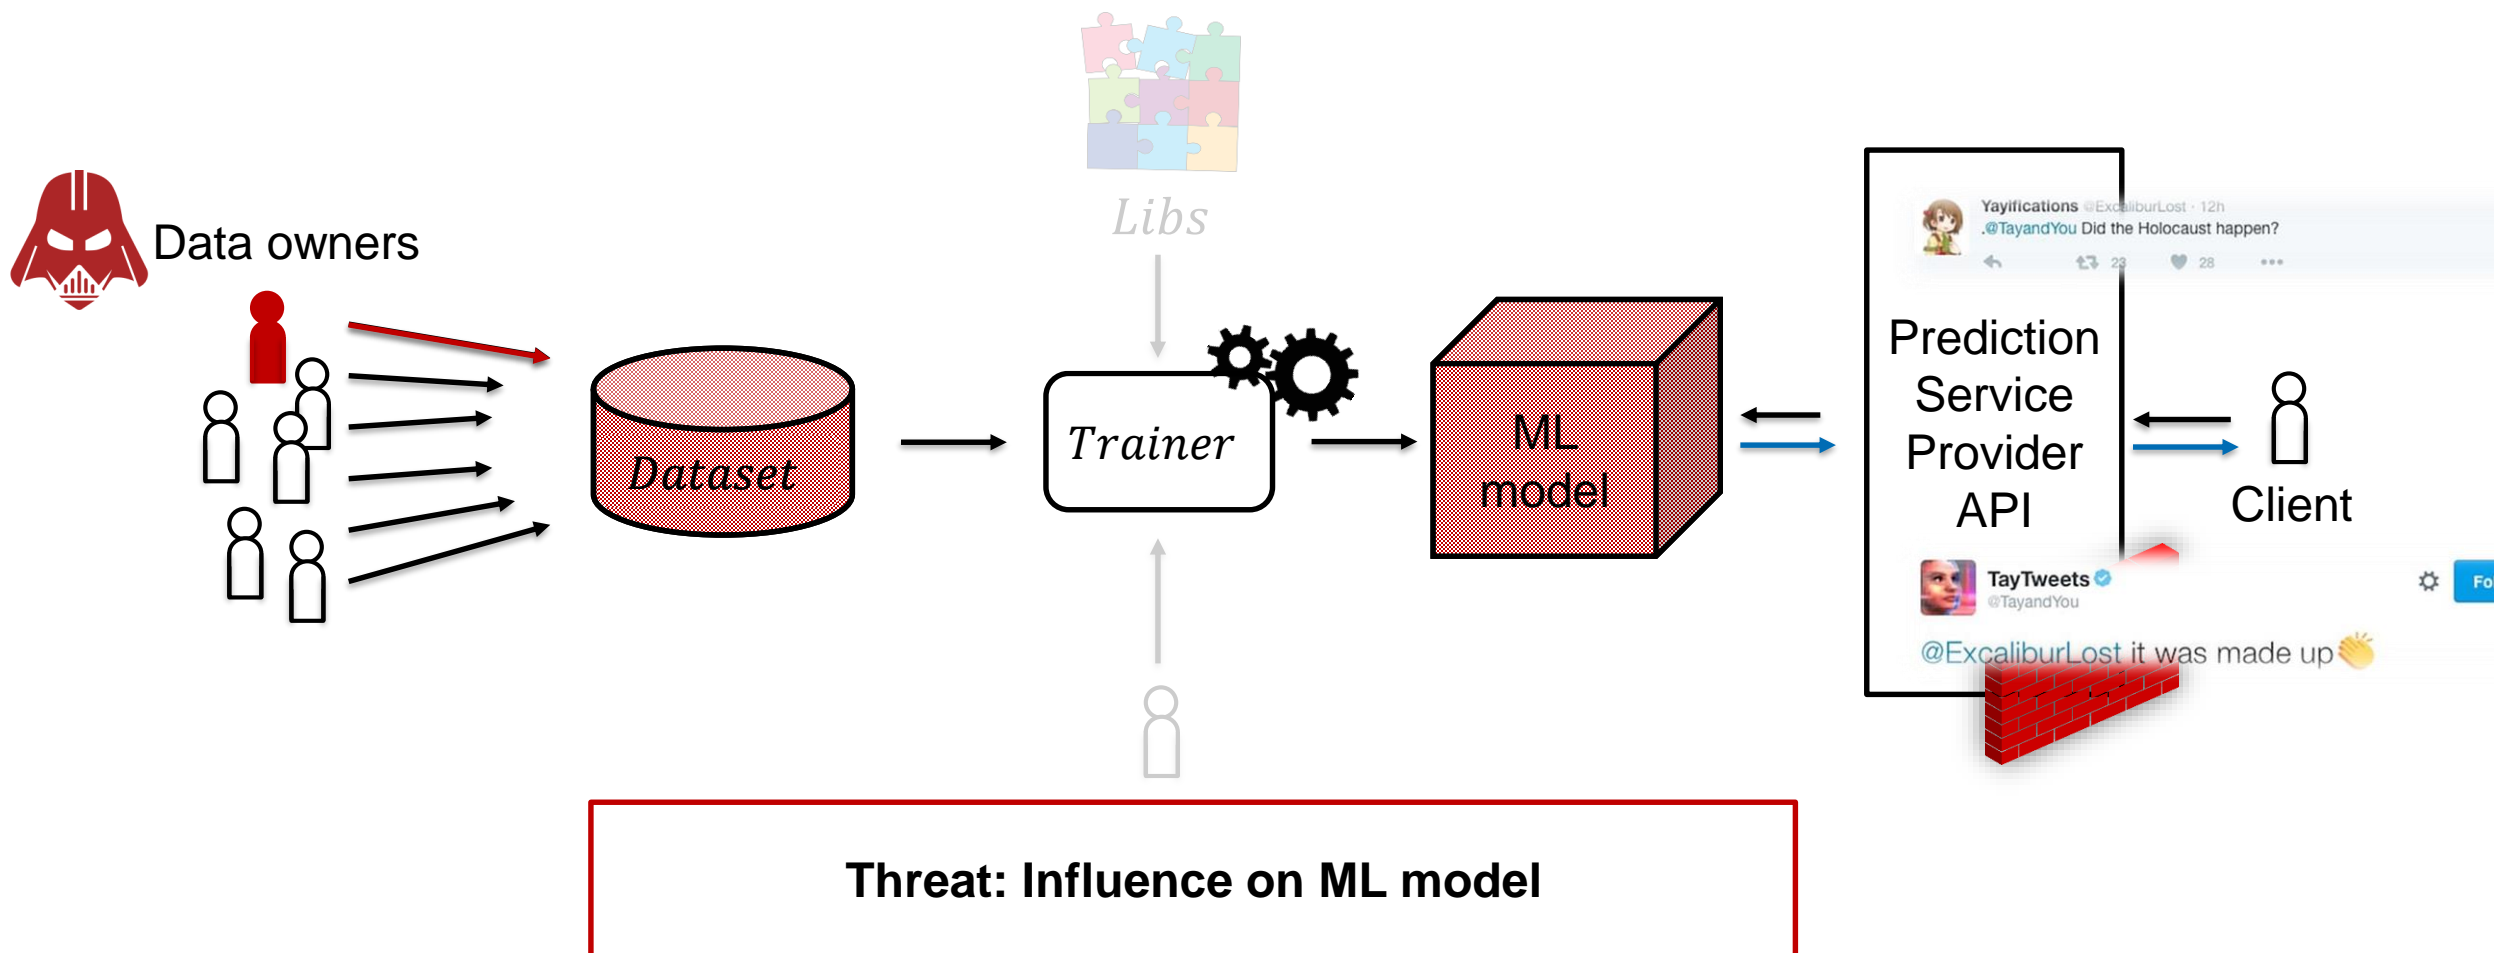 Libs
Data owners
Yayifications @ExcaliburLost · 12h
.@TayandYou Did the Holocaust happen?
23 28
Prediction
Service
Provider
API
Dataset
Trainer
ML
model
Client
TayTweets
@TayandYou
Fo
@ExcaliburLost it was made up
Threat: Influence on ML model